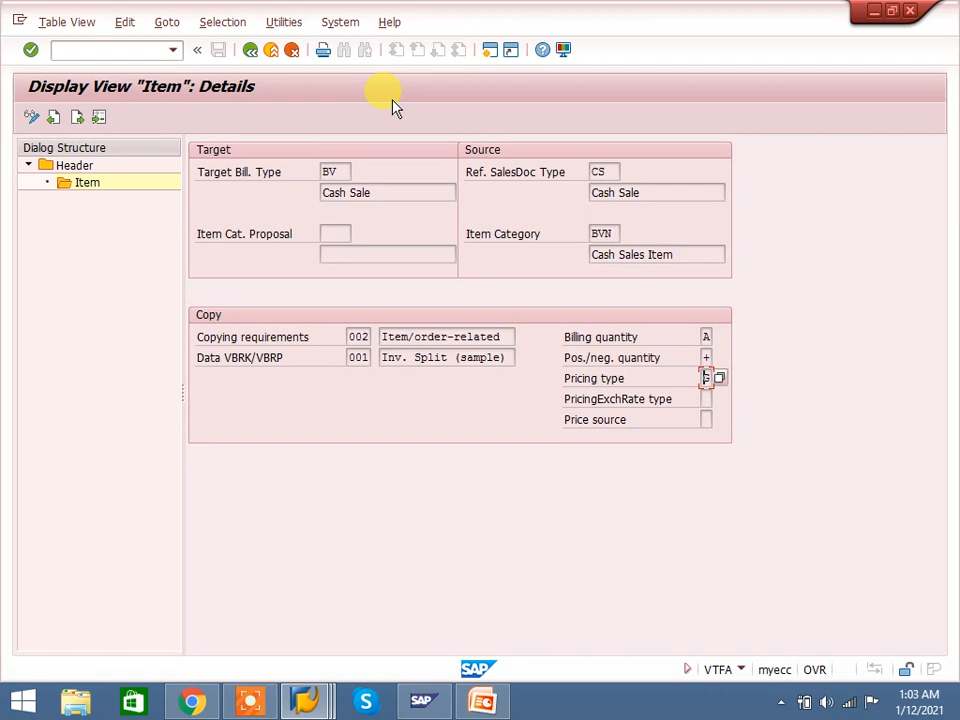 Table View Edit Goto Selection Utilities System Help
Display View "Item": Details
Dialog Structure
Header
Item
Target Source
Target Bill. Type BV Ref. SalesDoc Type CS
Cash Sale Cash Sale
Item Cat. Proposal Item Category BVN
Cash Sales Item
Copy
Copying requirements 002 Item/order-related Billing quantity A
Data VBRK/VBRP 001 Inv. Split (sample) Pos./neg. quantity +
Pricing type G
PricingExchRate type
Price source
SAP VTFA myecc OVR
SAP
1:03 AM
1/12/2021